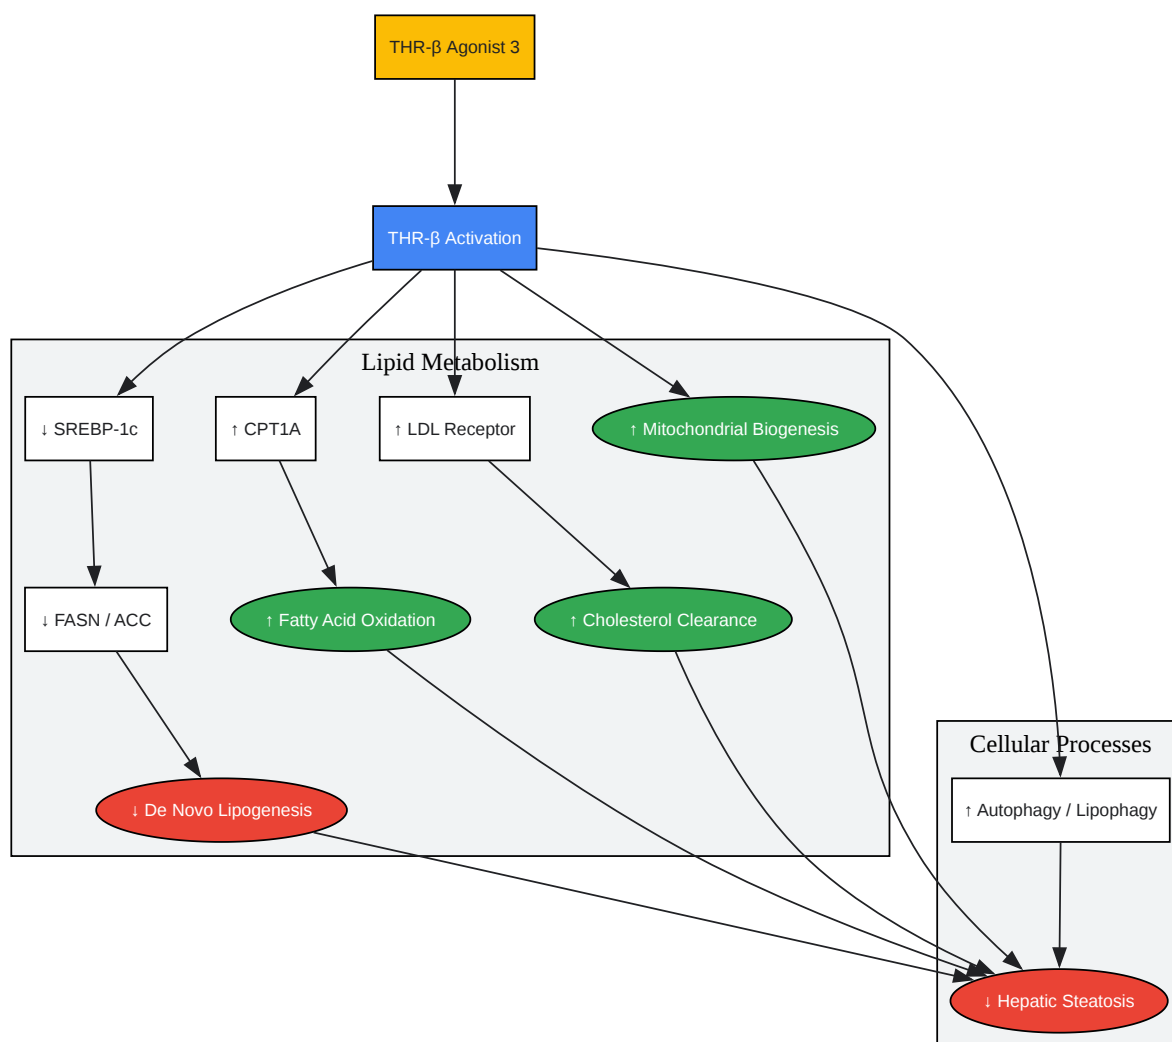 THR-β Agonist 3
THR-β Activation
Lipid Metabolism
↓ SREBP-1c
↑ CPT1A
↑ LDL Receptor
↑ Mitochondrial Biogenesis
↓ FASN / ACC
↑ Fatty Acid Oxidation
↑ Cholesterol Clearance
↓ De Novo Lipogenesis
Cellular Processes
↑ Autophagy / Lipophagy
↓ Hepatic Steatosis